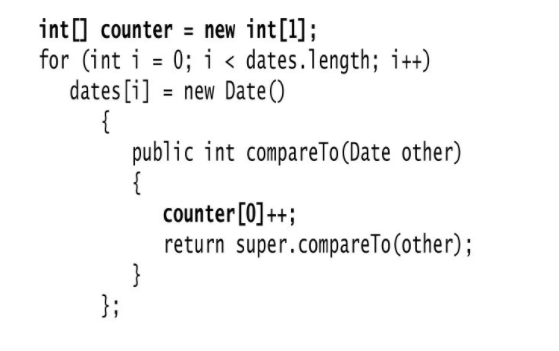 int[] counter = new int[1];
for (int i = 0; i < dates.length; i++)
dates[i] = new Date()
{
public int compareTo(Date other)
{
counter[0]++;
return super.compareTo(other);
}
};